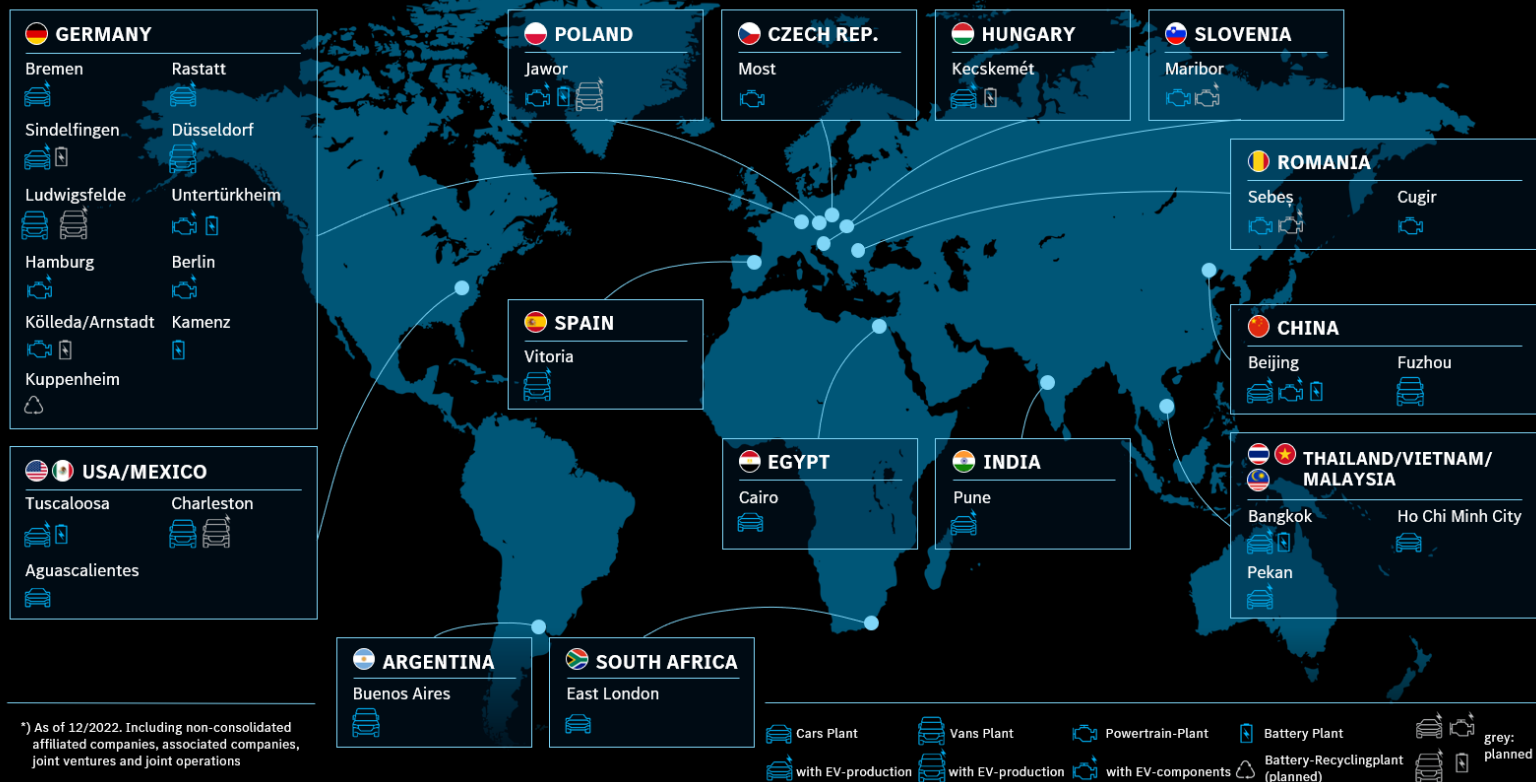 GERMANY
Bremen
Rastatt
Sindelfingen
Düsseldorf
Ludwigsfelde
Untertürkheim
Hamburg
Berlin
Kölleda/Arnstadt
Kamenz
Kuppenheim
USA/MEXICO
Tuscaloosa
Charleston
Aguascalientes
POLAND
Jawor
CZECH REP.
Most
HUNGARY
Kecskemét
SLOVENIA
Maribor
ROMANIA
Sebeș
Cugir
SPAIN
Vitoria
CHINA
Beijing
Fuzhou
EGYPT
Cairo
INDIA
Pune
THAILAND/VIETNAM/
MALAYSIA
Bangkok
Ho Chi Minh City
Pekan
ARGENTINA
Buenos Aires
SOUTH AFRICA
East London
*) As of 12/2022. Including non-consolidated
affiliated companies, associated companies,
joint ventures and joint operations
Cars Plant
Vans Plant
Powertrain-Plant
Battery Plant
grey:
planned
with EV-production
with EV-production
with EV-components
Battery-Recyclingplant
(planned)